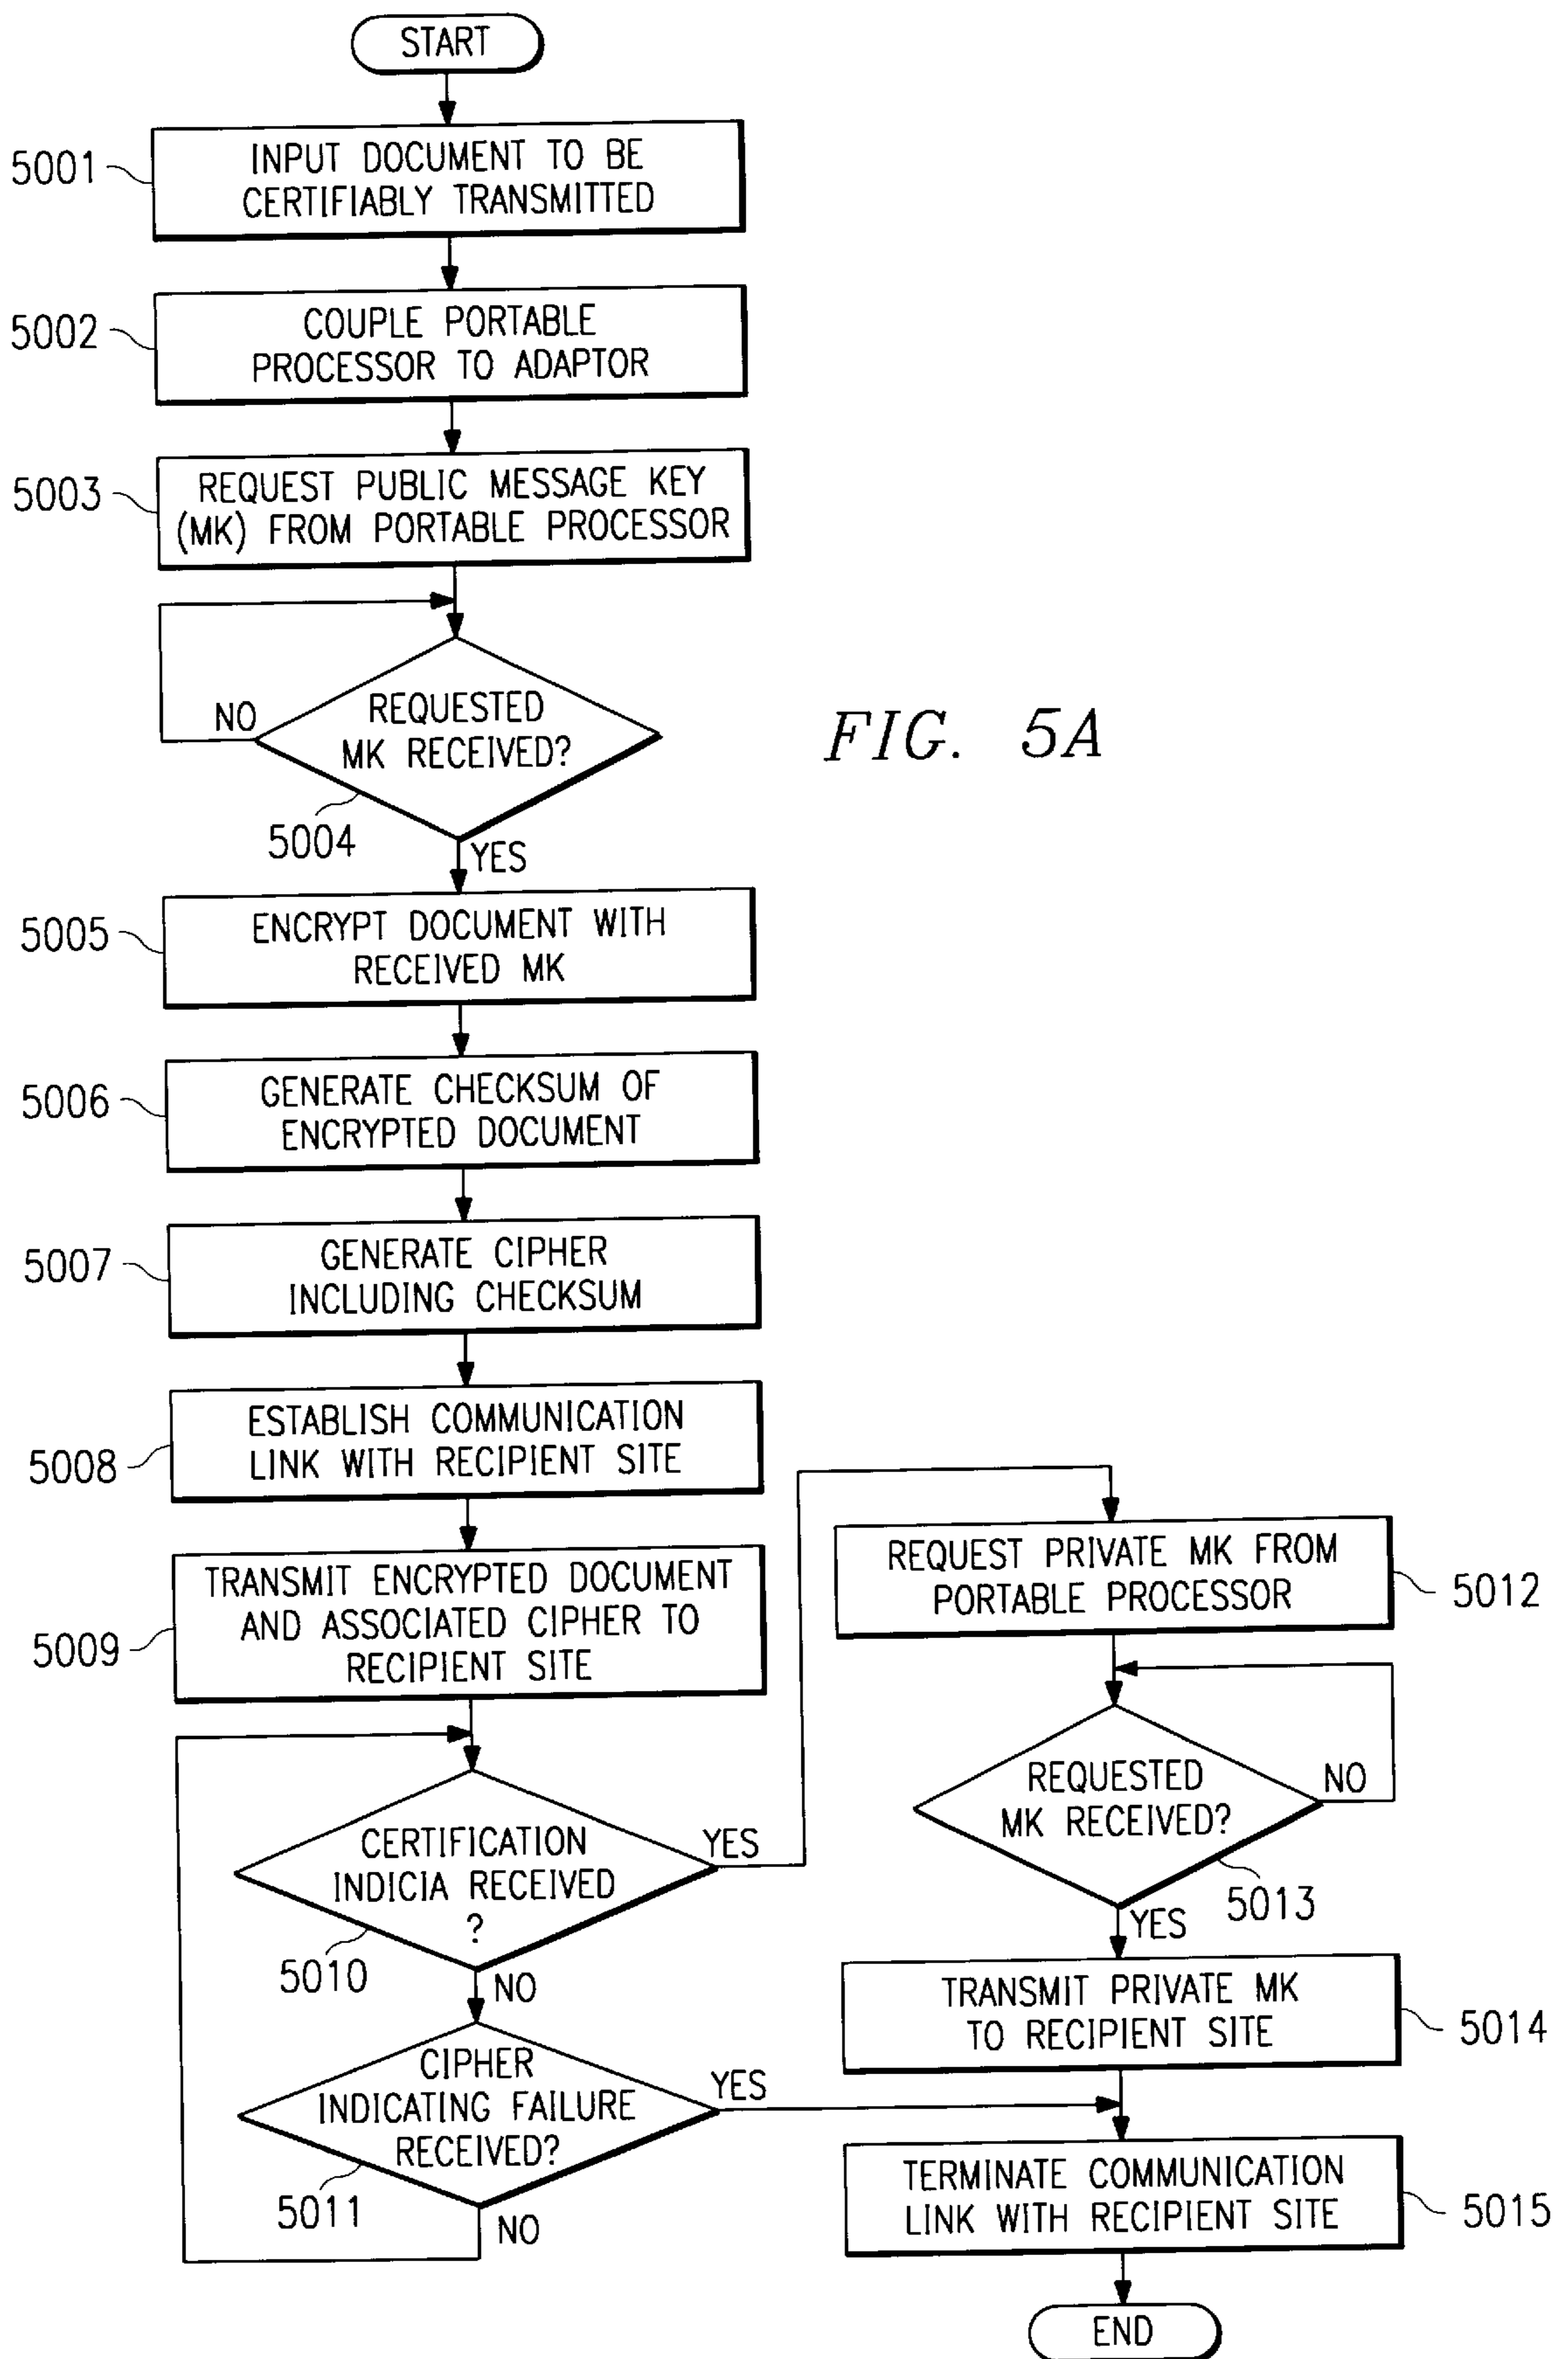 START
5001
INPUT DOCUMENT TO BE
CERTIFIABLY TRANSMITTED
5002
COUPLE PORTABLE
PROCESSOR TO ADAPTOR
5003
REQUEST PUBLIC MESSAGE KEY
(MK) FROM PORTABLE PROCESSOR
NO
REQUESTED
MK RECEIVED?
5004
YES
FIG. 5A
5005
ENCRYPT DOCUMENT WITH
RECEIVED MK
5006
GENERATE CHECKSUM OF
ENCRYPTED DOCUMENT
5007
GENERATE CIPHER
INCLUDING CHECKSUM
5008
ESTABLISH COMMUNICATION
LINK WITH RECIPIENT SITE
5009
TRANSMIT ENCRYPTED DOCUMENT
AND ASSOCIATED CIPHER TO
RECIPIENT SITE
CERTIFICATION
INDICIA RECEIVED
?
YES
5010
NO
CIPHER
INDICATING FAILURE
RECEIVED?
YES
5011
NO
REQUEST PRIVATE MK FROM
PORTABLE PROCESSOR
5012
REQUESTED
MK RECEIVED?
NO
5013
YES
TRANSMIT PRIVATE MK
TO RECIPIENT SITE
5014
TERMINATE COMMUNICATION
LINK WITH RECIPIENT SITE
5015
END